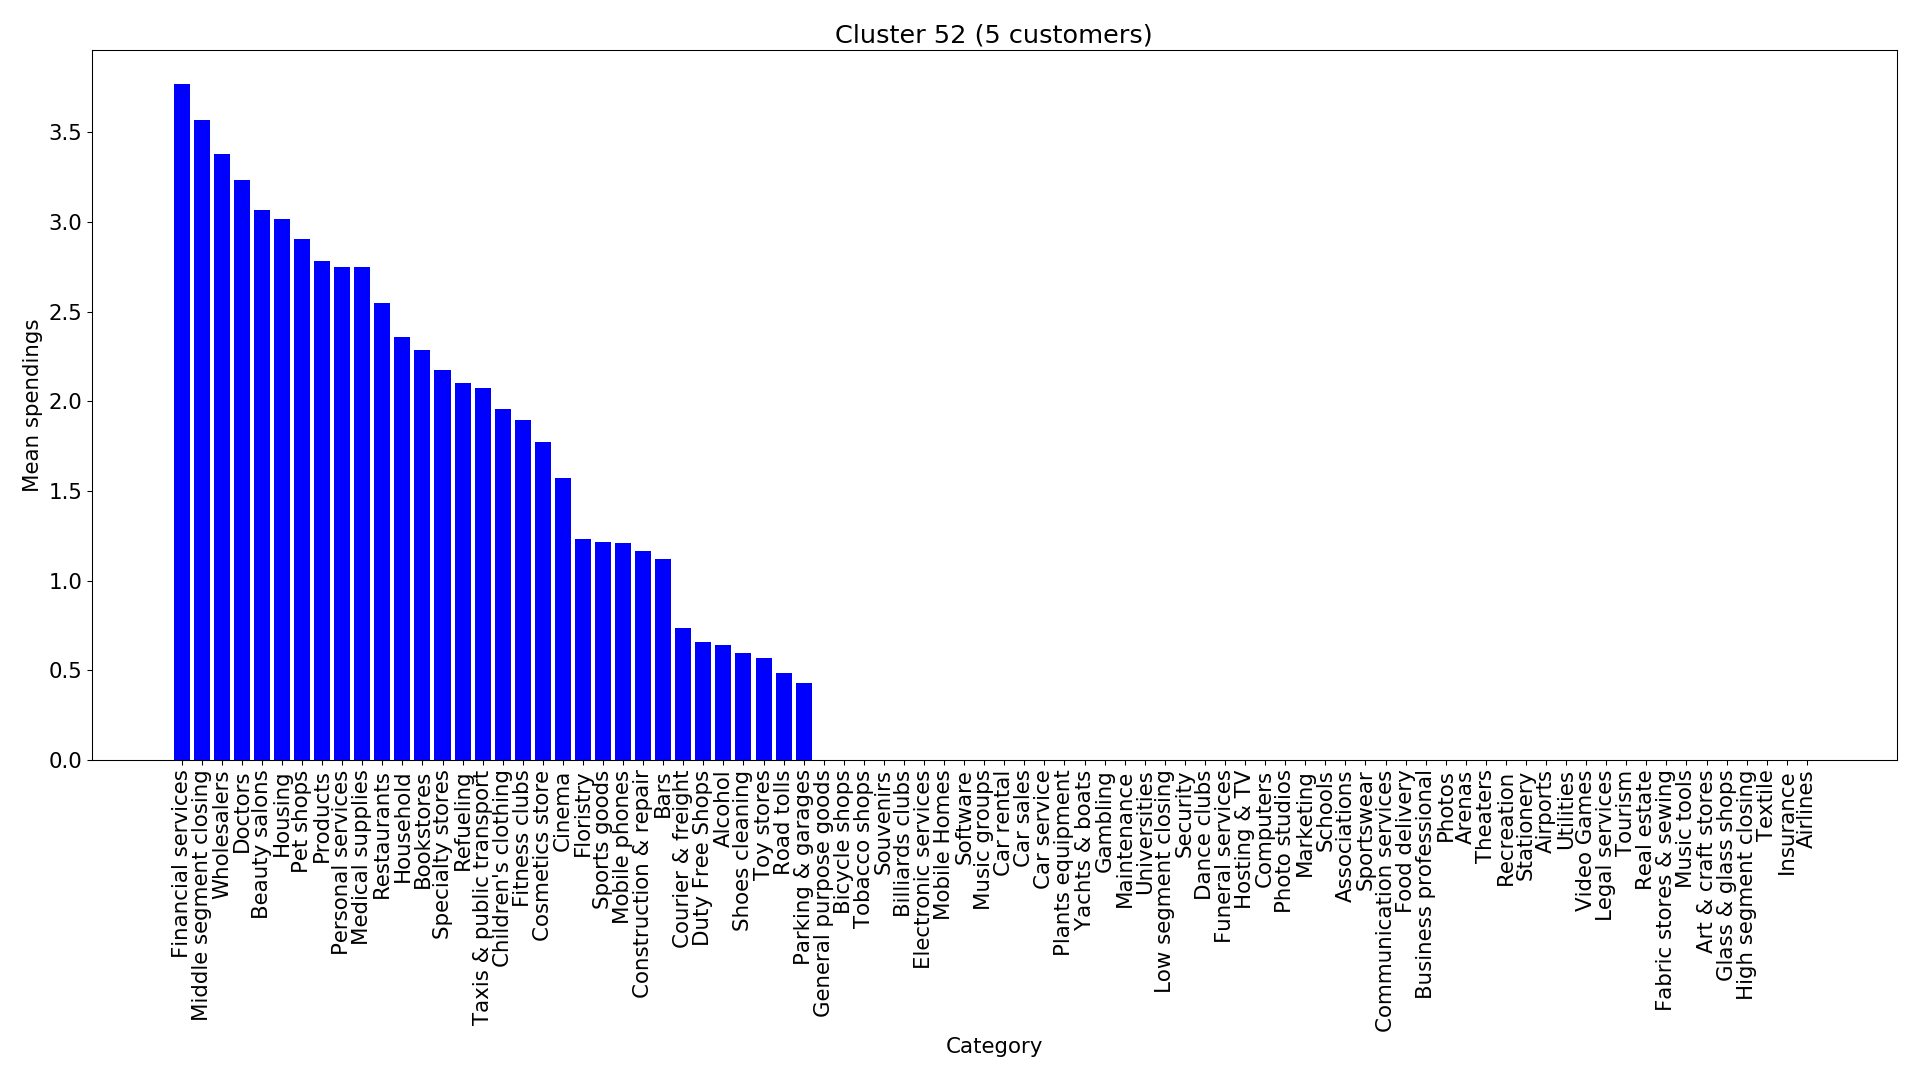 Cluster 52 (5 customers)
Mean spendings
3.5
3.0
2.5
2.0
1.5
1.0
0.5
0.0
Financial services
Middle segment closing
Wholesalers
Doctors
Beauty salons
Housing
Pet shops
Products
Personal services
Medical supplies
Restaurants
Household
Bookstores
Specialty stores
Refueling
Taxis & public transport
Children's clothing
Fitness clubs
Cosmetics store
Cinema
Floristry
Sports goods
Mobile phones
Construction & repair
Bars
Courier & freight
Duty Free Shops
Alcohol
Shoes cleaning
Toy stores
Road tolls
Parking & garages
General purpose goods
Bicycle shops
Tobacco shops
Souvenirs
Billiards clubs
Electronic services
Mobile Homes
Software
Music groups
Car rental
Car sales
Car service
Plants equipment
Yachts & boats
Gambling
Maintenance
Universities
Low segment closing
Security
Dance clubs
Funeral services
Hosting & TV
Computers
Photo studios
Marketing
Schools
Associations
Sportswear
Communication services
Food delivery
Business professional
Photos
Arenas
Theaters
Recreation
Stationery
Airports
Utilities
Video Games
Legal services
Tourism
Real estate
Fabric stores & sewing
Music tools
Art & craft stores
Glass & glass shops
High segment closing
Textile
Insurance
Airlines
Category